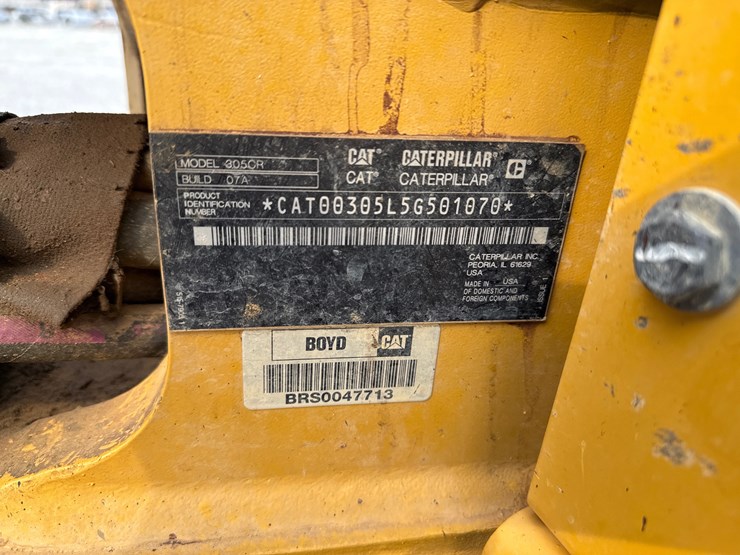 MODEL 305CR
BUILD 07A
CAT CATERPILLAR
CAT CATERPILLAR
PRODUCT
IDENTIFICATION
NUMBER
*CAT00305L5G501070*
CATERPILLAR INC
PEORIA, IL 61629
USA
MADE IN USA
OF DOMESTIC AND
FOREIGN COMPONENTS
BOYD CAT
BRS0047713